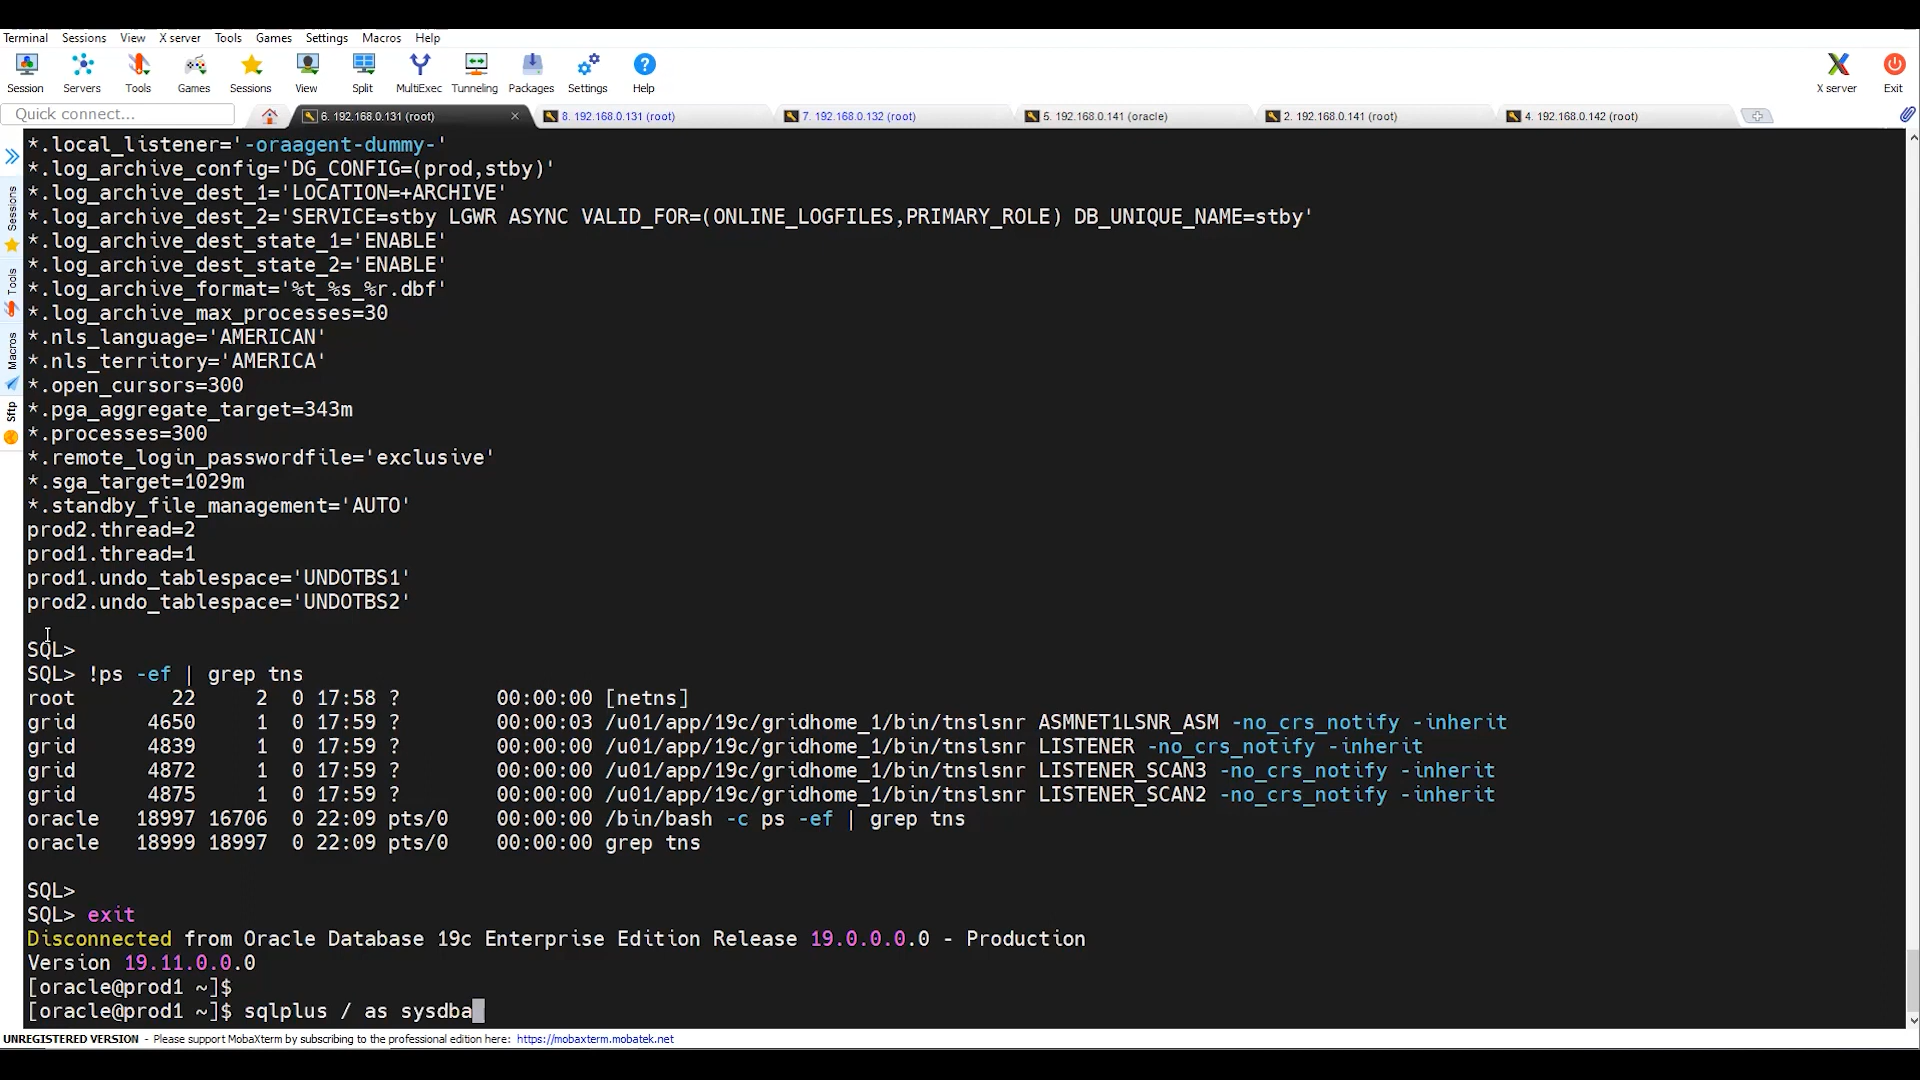 Terminal Sessions View X server Tools Games Settings Macros Help
Session Servers Tools Games Sessions View Split MultiExec Tunneling Packages Settings Help X server Exit
Quick connect... 6. 192.168.0.131 (root) 8. 192.168.0.131 (root) 7. 192.168.0.132 (root) 5. 192.168.0.141 (oracle) 2. 192.168.0.141 (root) 4. 192.168.0.142 (root)
Sessions
Tools
Macros
Sftp
*.local_listener='-oraagent-dummy-'
*.log_archive_config='DG_CONFIG=(prod,stby)'
*.log_archive_dest_1='LOCATION=+ARCHIVE'
*.log_archive_dest_2='SERVICE=stby LGWR ASYNC VALID_FOR=(ONLINE_LOGFILES,PRIMARY_ROLE) DB_UNIQUE_NAME=stby'
*.log_archive_dest_state_1='ENABLE'
*.log_archive_dest_state_2='ENABLE'
*.log_archive_format='%t_%s_%r.dbf'
*.log_archive_max_processes=30
*.nls_language='AMERICAN'
*.nls_territory='AMERICA'
*.open_cursors=300
*.pga_aggregate_target=343m
*.processes=300
*.remote_login_passwordfile='exclusive'
*.sga_target=1029m
*.standby_file_management='AUTO'
prod2.thread=2
prod1.thread=1
prod1.undo_tablespace='UNDOTBS1'
prod2.undo_tablespace='UNDOTBS2'
SQL>
SQL> !ps -ef | grep tns
root 22 2 0 17:58 ? 00:00:00 [netns]
grid 4650 1 0 17:59 ? 00:00:03 /u01/app/19c/gridhome_1/bin/tnslsnr ASMNET1LSNR_ASM -no_crs_notify -inherit
grid 4839 1 0 17:59 ? 00:00:00 /u01/app/19c/gridhome_1/bin/tnslsnr LISTENER -no_crs_notify -inherit
grid 4872 1 0 17:59 ? 00:00:00 /u01/app/19c/gridhome_1/bin/tnslsnr LISTENER_SCAN3 -no_crs_notify -inherit
grid 4875 1 0 17:59 ? 00:00:00 /u01/app/19c/gridhome_1/bin/tnslsnr LISTENER_SCAN2 -no_crs_notify -inherit
oracle 18997 16706 0 22:09 pts/0 00:00:00 /bin/bash -c ps -ef | grep tns
oracle 18999 18997 0 22:09 pts/0 00:00:00 grep tns
SQL>
SQL> exit
Disconnected from Oracle Database 19c Enterprise Edition Release 19.0.0.0.0 - Production
Version 19.11.0.0.0
[oracle@prod1 ~]$
[oracle@prod1 ~]$ sqlplus / as sysdba
UNREGISTERED VERSION - Please support MobaXterm by subscribing to the professional edition here: https://mobaxterm.mobatek.net